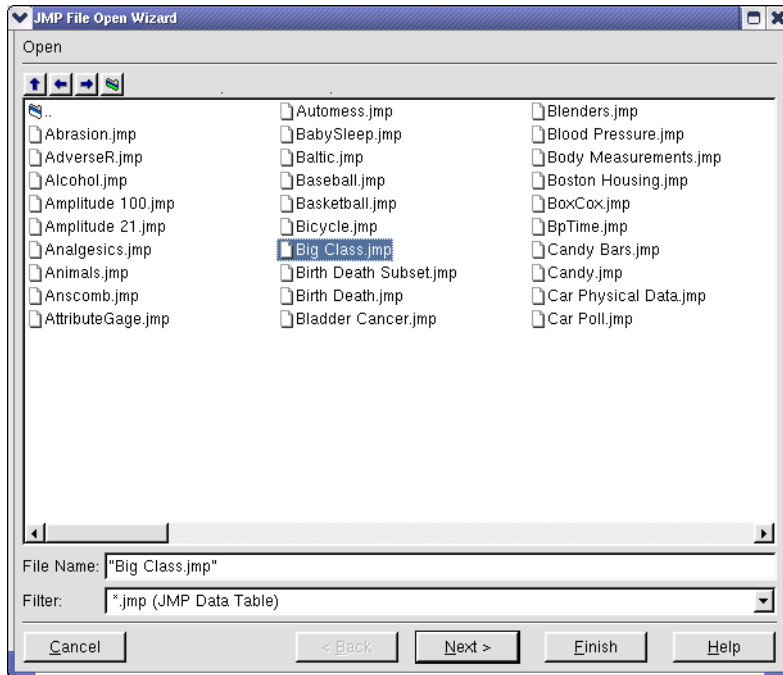 JMP File Open Wizard
Open
..
Abrasion.jmp
AdverseR.jmp
Alcohol.jmp
Amplitude 100.jmp
Amplitude 21.jmp
Analgesics.jmp
Animals.jmp
Anscomb.jmp
AttributeGage.jmp
Automess.jmp
BabySleep.jmp
Baltic.jmp
Baseball.jmp
Basketball.jmp
Bicycle.jmp
Big Class.jmp
Birth Death Subset.jmp
Birth Death.jmp
Bladder Cancer.jmp
Blenders.jmp
Blood Pressure.jmp
Body Measurements.jmp
Boston Housing.jmp
BoxCox.jmp
BpTime.jmp
Candy Bars.jmp
Candy.jmp
Car Physical Data.jmp
Car Poll.jmp
File Name: "Big Class.jmp"
Filter: *.jmp (JMP Data Table)
Cancel < Back Next > Finish Help